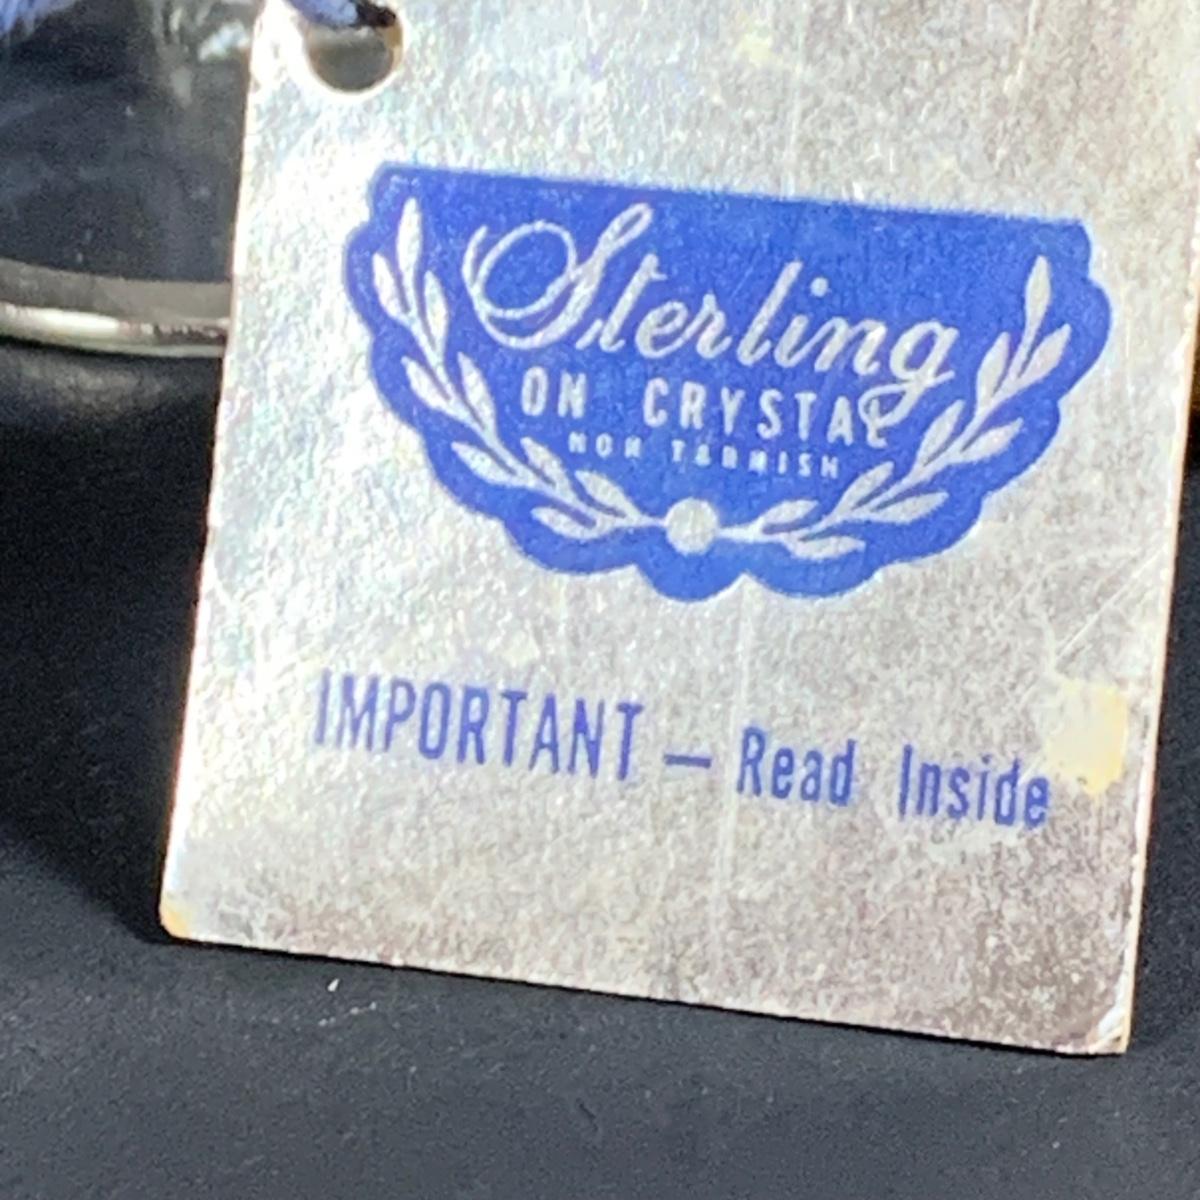 Sterling
ON CRYSTAL
NON TARNISH
IMPORTANT — Read Inside